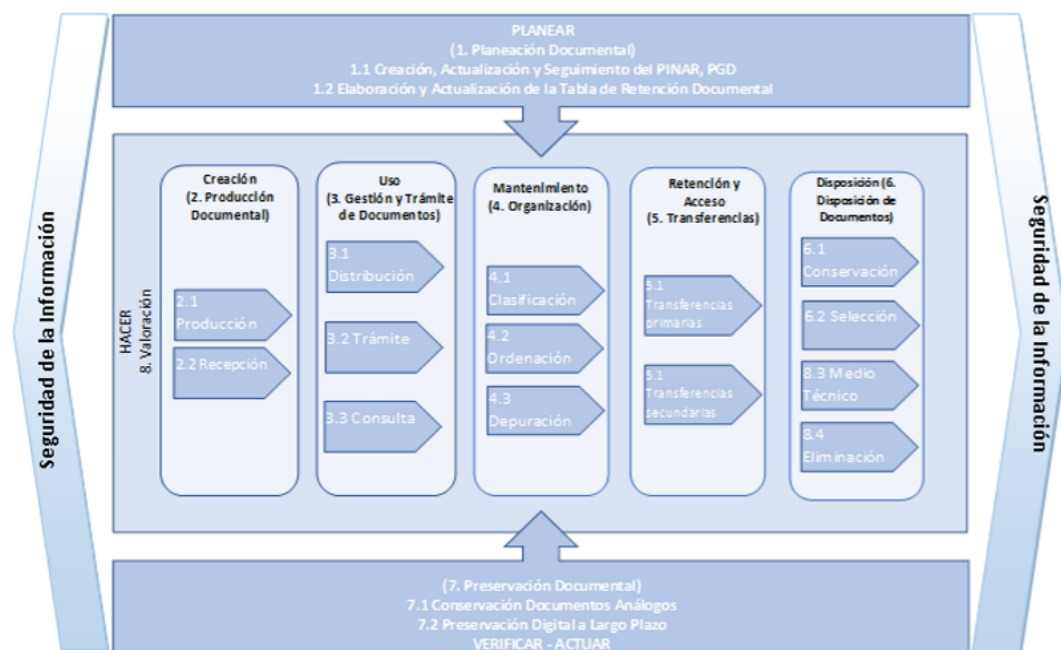 PLANEAR
(1. Planeación Documental)
1.1 Creación, Actualización y Seguimiento del PINAR, PGD
1.2 Elaboración y Actualización de la Tabla de Retención Documental
Seguridad de la Información
HACER
8. Valoración
Creación
(2. Producción
Documental)
2.1
Producción
2.2 Recepción
Uso
(3. Gestión y Trámite
de Documentos)
3.1
Distribución
3.2 Trámite
3.3 Consulta
Mantenimiento
(4. Organización)
4.1
Clasificación
4.2
Ordenación
4.3
Depuración
Retención y
Acceso
(5. Transferencias)
5.1
Transferencias
primarias
5.1
Transferencias
secundarias
Disposición (6.
Disposición de
Documentos)
6.1
Conservación
6.2 Selección
8.3 Medio
Técnico
8.4
Eliminación
Seguridad de la Información
(7. Preservación Documental)
7.1 Conservación Documentos Análogos
7.2 Preservación Digital a Largo Plazo
VERIFICAR - ACTUAR